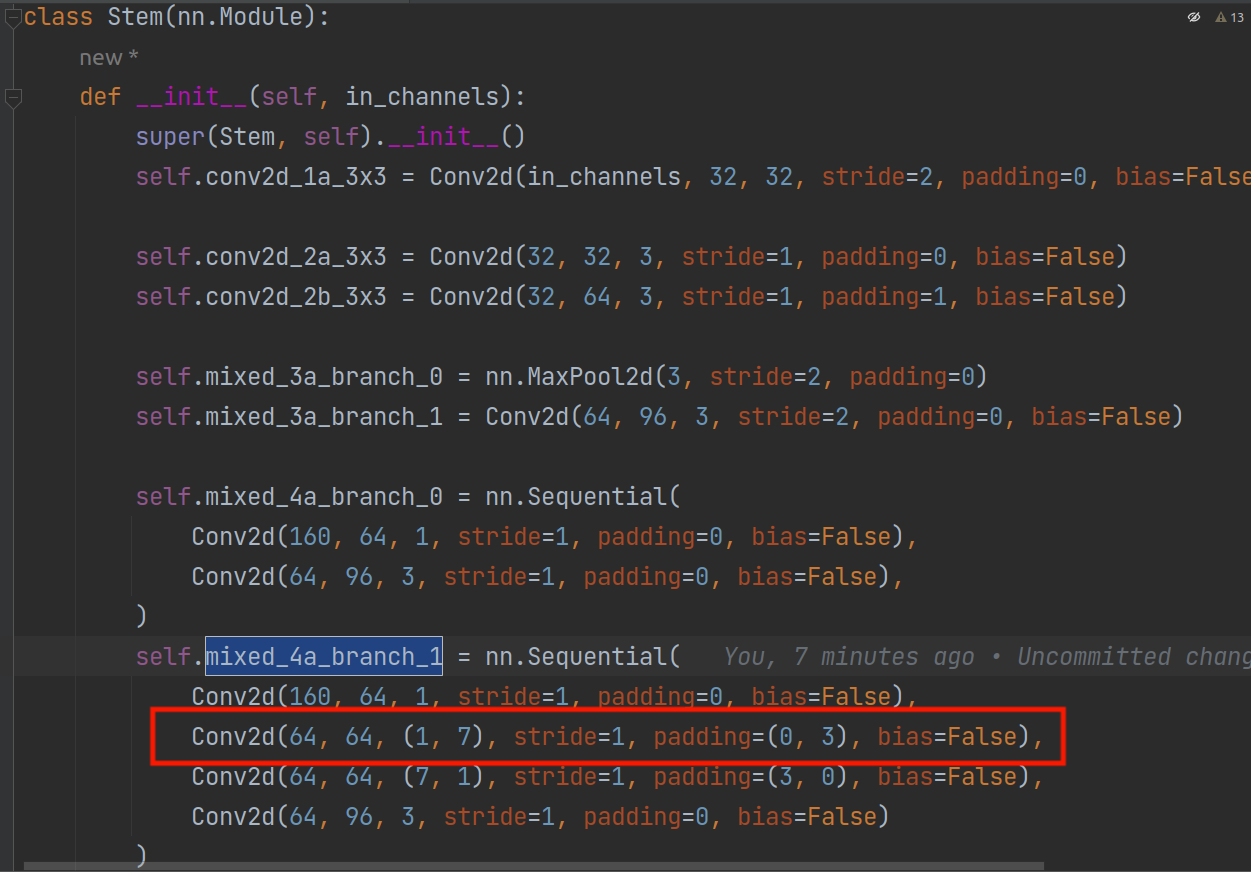 class Stem(nn.Module):
13
new *
def __init__(self, in_channels):
super(Stem, self).__init__()
self.conv2d_1a_3x3 = Conv2d(in_channels, 32, 32, stride=2, padding=0, bias=False
self.conv2d_2a_3x3 = Conv2d(32, 32, 3, stride=1, padding=0, bias=False)
self.conv2d_2b_3x3 = Conv2d(32, 64, 3, stride=1, padding=1, bias=False)
self.mixed_3a_branch_0 = nn.MaxPool2d(3, stride=2, padding=0)
self.mixed_3a_branch_1 = Conv2d(64, 96, 3, stride=2, padding=0, bias=False)
self.mixed_4a_branch_0 = nn.Sequential(
Conv2d(160, 64, 1, stride=1, padding=0, bias=False),
Conv2d(64, 96, 3, stride=1, padding=0, bias=False),
)
self.mixed_4a_branch_1 = nn.Sequential( You, 7 minutes ago • Uncommitted chang
Conv2d(160, 64, 1, stride=1, padding=0, bias=False),
Conv2d(64, 64, (1, 7), stride=1, padding=(0, 3), bias=False),
Conv2d(64, 64, (7, 1), stride=1, padding=(3, 0), bias=False),
Conv2d(64, 96, 3, stride=1, padding=0, bias=False)
)